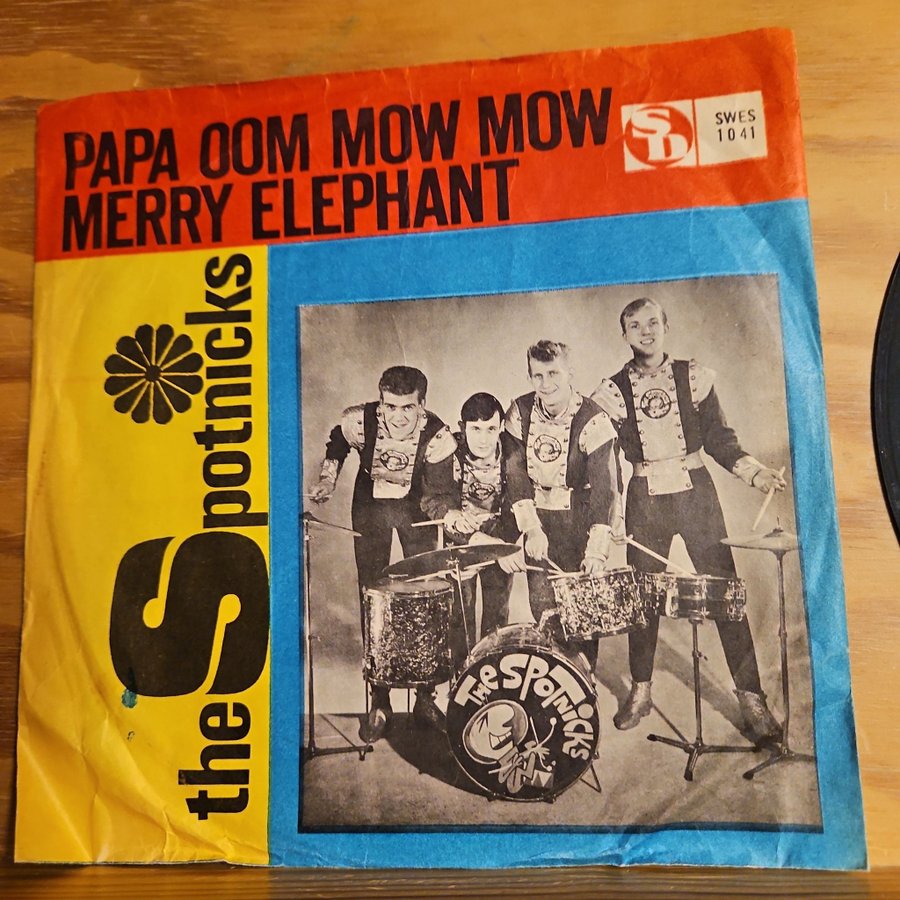 PAPA OOM MOW MOW
MERRY ELEPHANT
SD
SWES
1041
the Spotnicks
THE SPOTNICKS